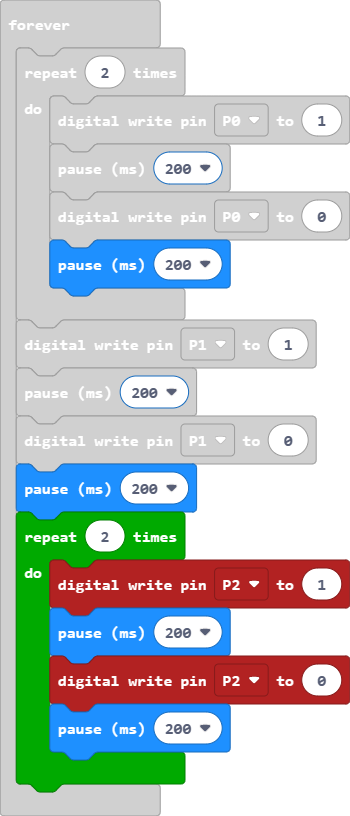 forever
repeat 2 times
do
digital write pin P0 to 1
pause (ms) 200
digital write pin P0 to 0
pause (ms) 200
digital write pin P1 to 1
pause (ms) 200
digital write pin P1 to 0
pause (ms) 200
repeat 2 times
do
digital write pin P2 to 1
pause (ms) 200
digital write pin P2 to 0
pause (ms) 200